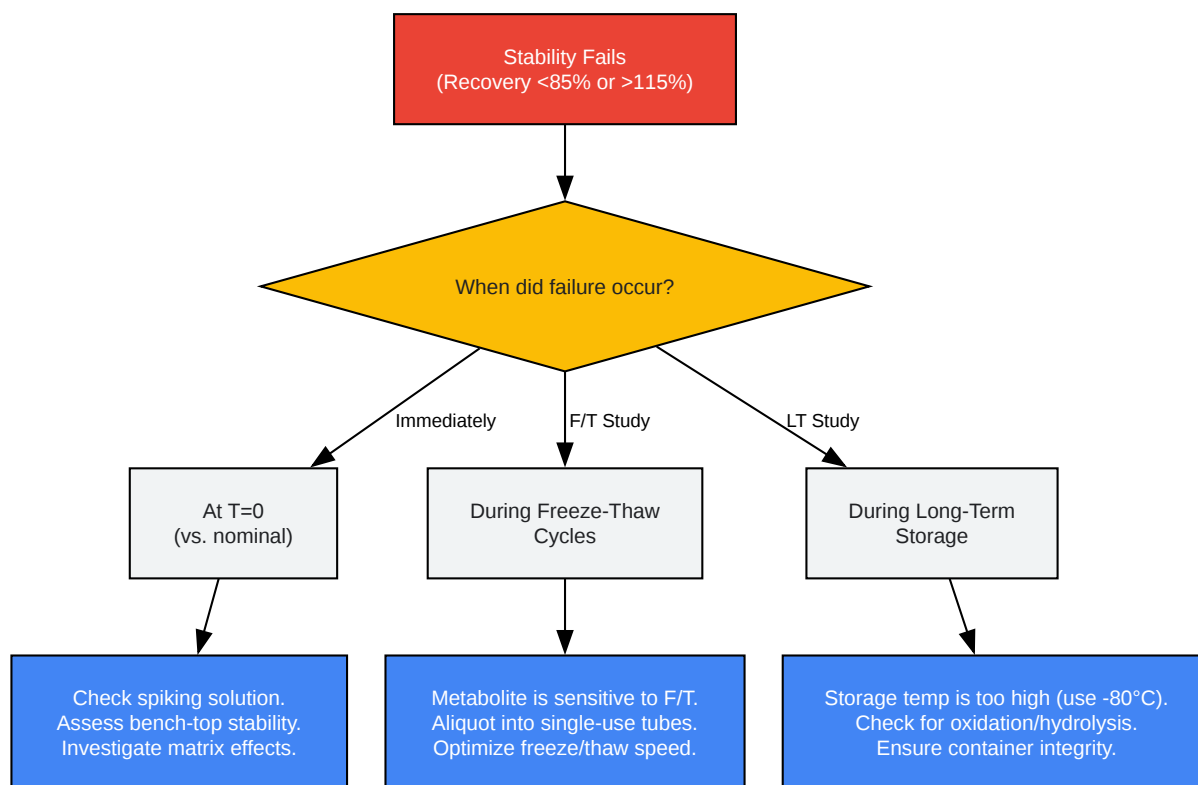 Stability Fails
(Recovery <85% or >115%)
When did failure occur?
Immediately
F/T Study
LT Study
At T=0
(vs. nominal)
During Freeze-Thaw
Cycles
During Long-Term
Storage
Check spiking solution.
Assess bench-top stability.
Investigate matrix effects.
Metabolite is sensitive to F/T.
Aliquot into single-use tubes.
Optimize freeze/thaw speed.
Storage temp is too high (use -80°C).
Check for oxidation/hydrolysis.
Ensure container integrity.